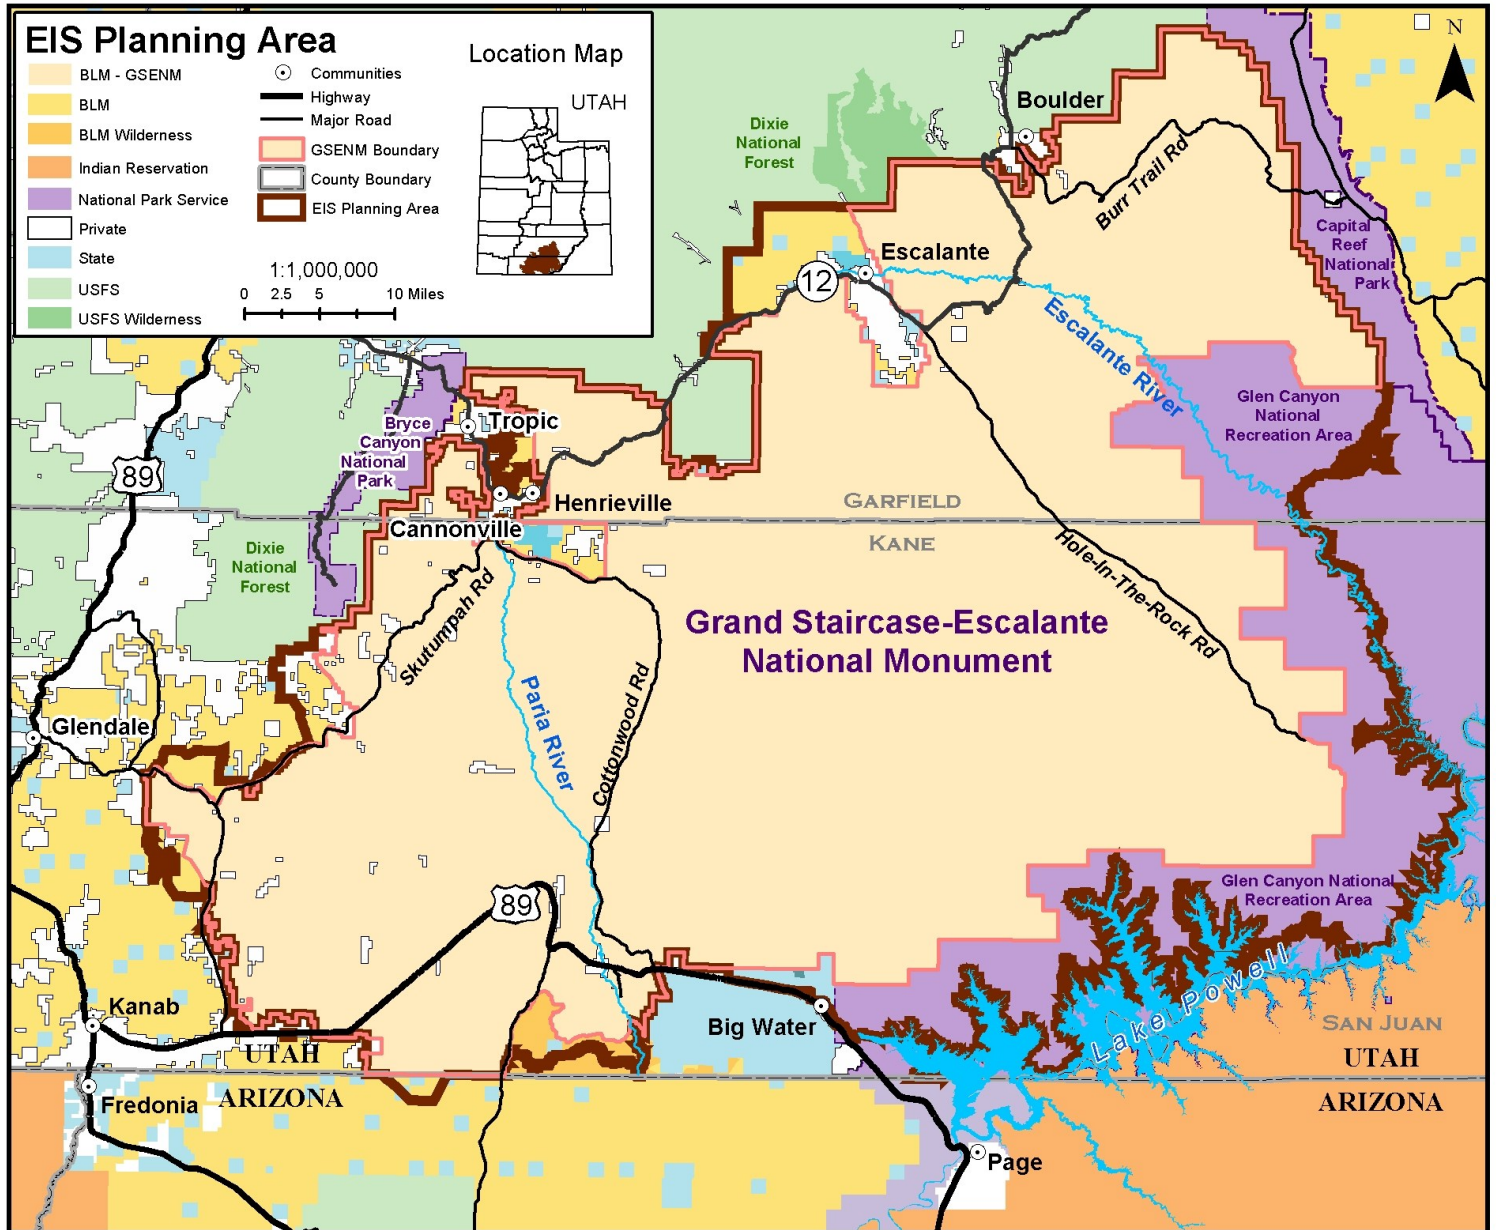 EIS Planning Area
BLM - GSENM
BLM
BLM Wilderness
Indian Reservation
National Park Service
Private
State
USFS
USFS Wilderness
Communities
Highway
Major Road
GSENM Boundary
County Boundary
EIS Planning Area
1:1,000,000
0 2.5 5 10 Miles
Location Map
UTAH
N
Boulder
Dixie
National
Forest
Burr Trail Rd
Capital
Reef
National
Park
Escalante
12
Escalante River
Glen Canyon
National
Recreation Area
Bryce
Canyon
National
Park
Tropic
89
Henrieville
Cannonville
GARFIELD
KANE
Dixie
National
Forest
Skutumpah Rd
Hole-In-The-Rock Rd
Grand Staircase-Escalante
National Monument
Paria River
Cottonwood Rd
Glendale
89
Glen Canyon National
Recreation Area
Lake Powell
Kanab
Big Water
SAN JUAN
UTAH
ARIZONA
UTAH
ARIZONA
Fredonia
Page